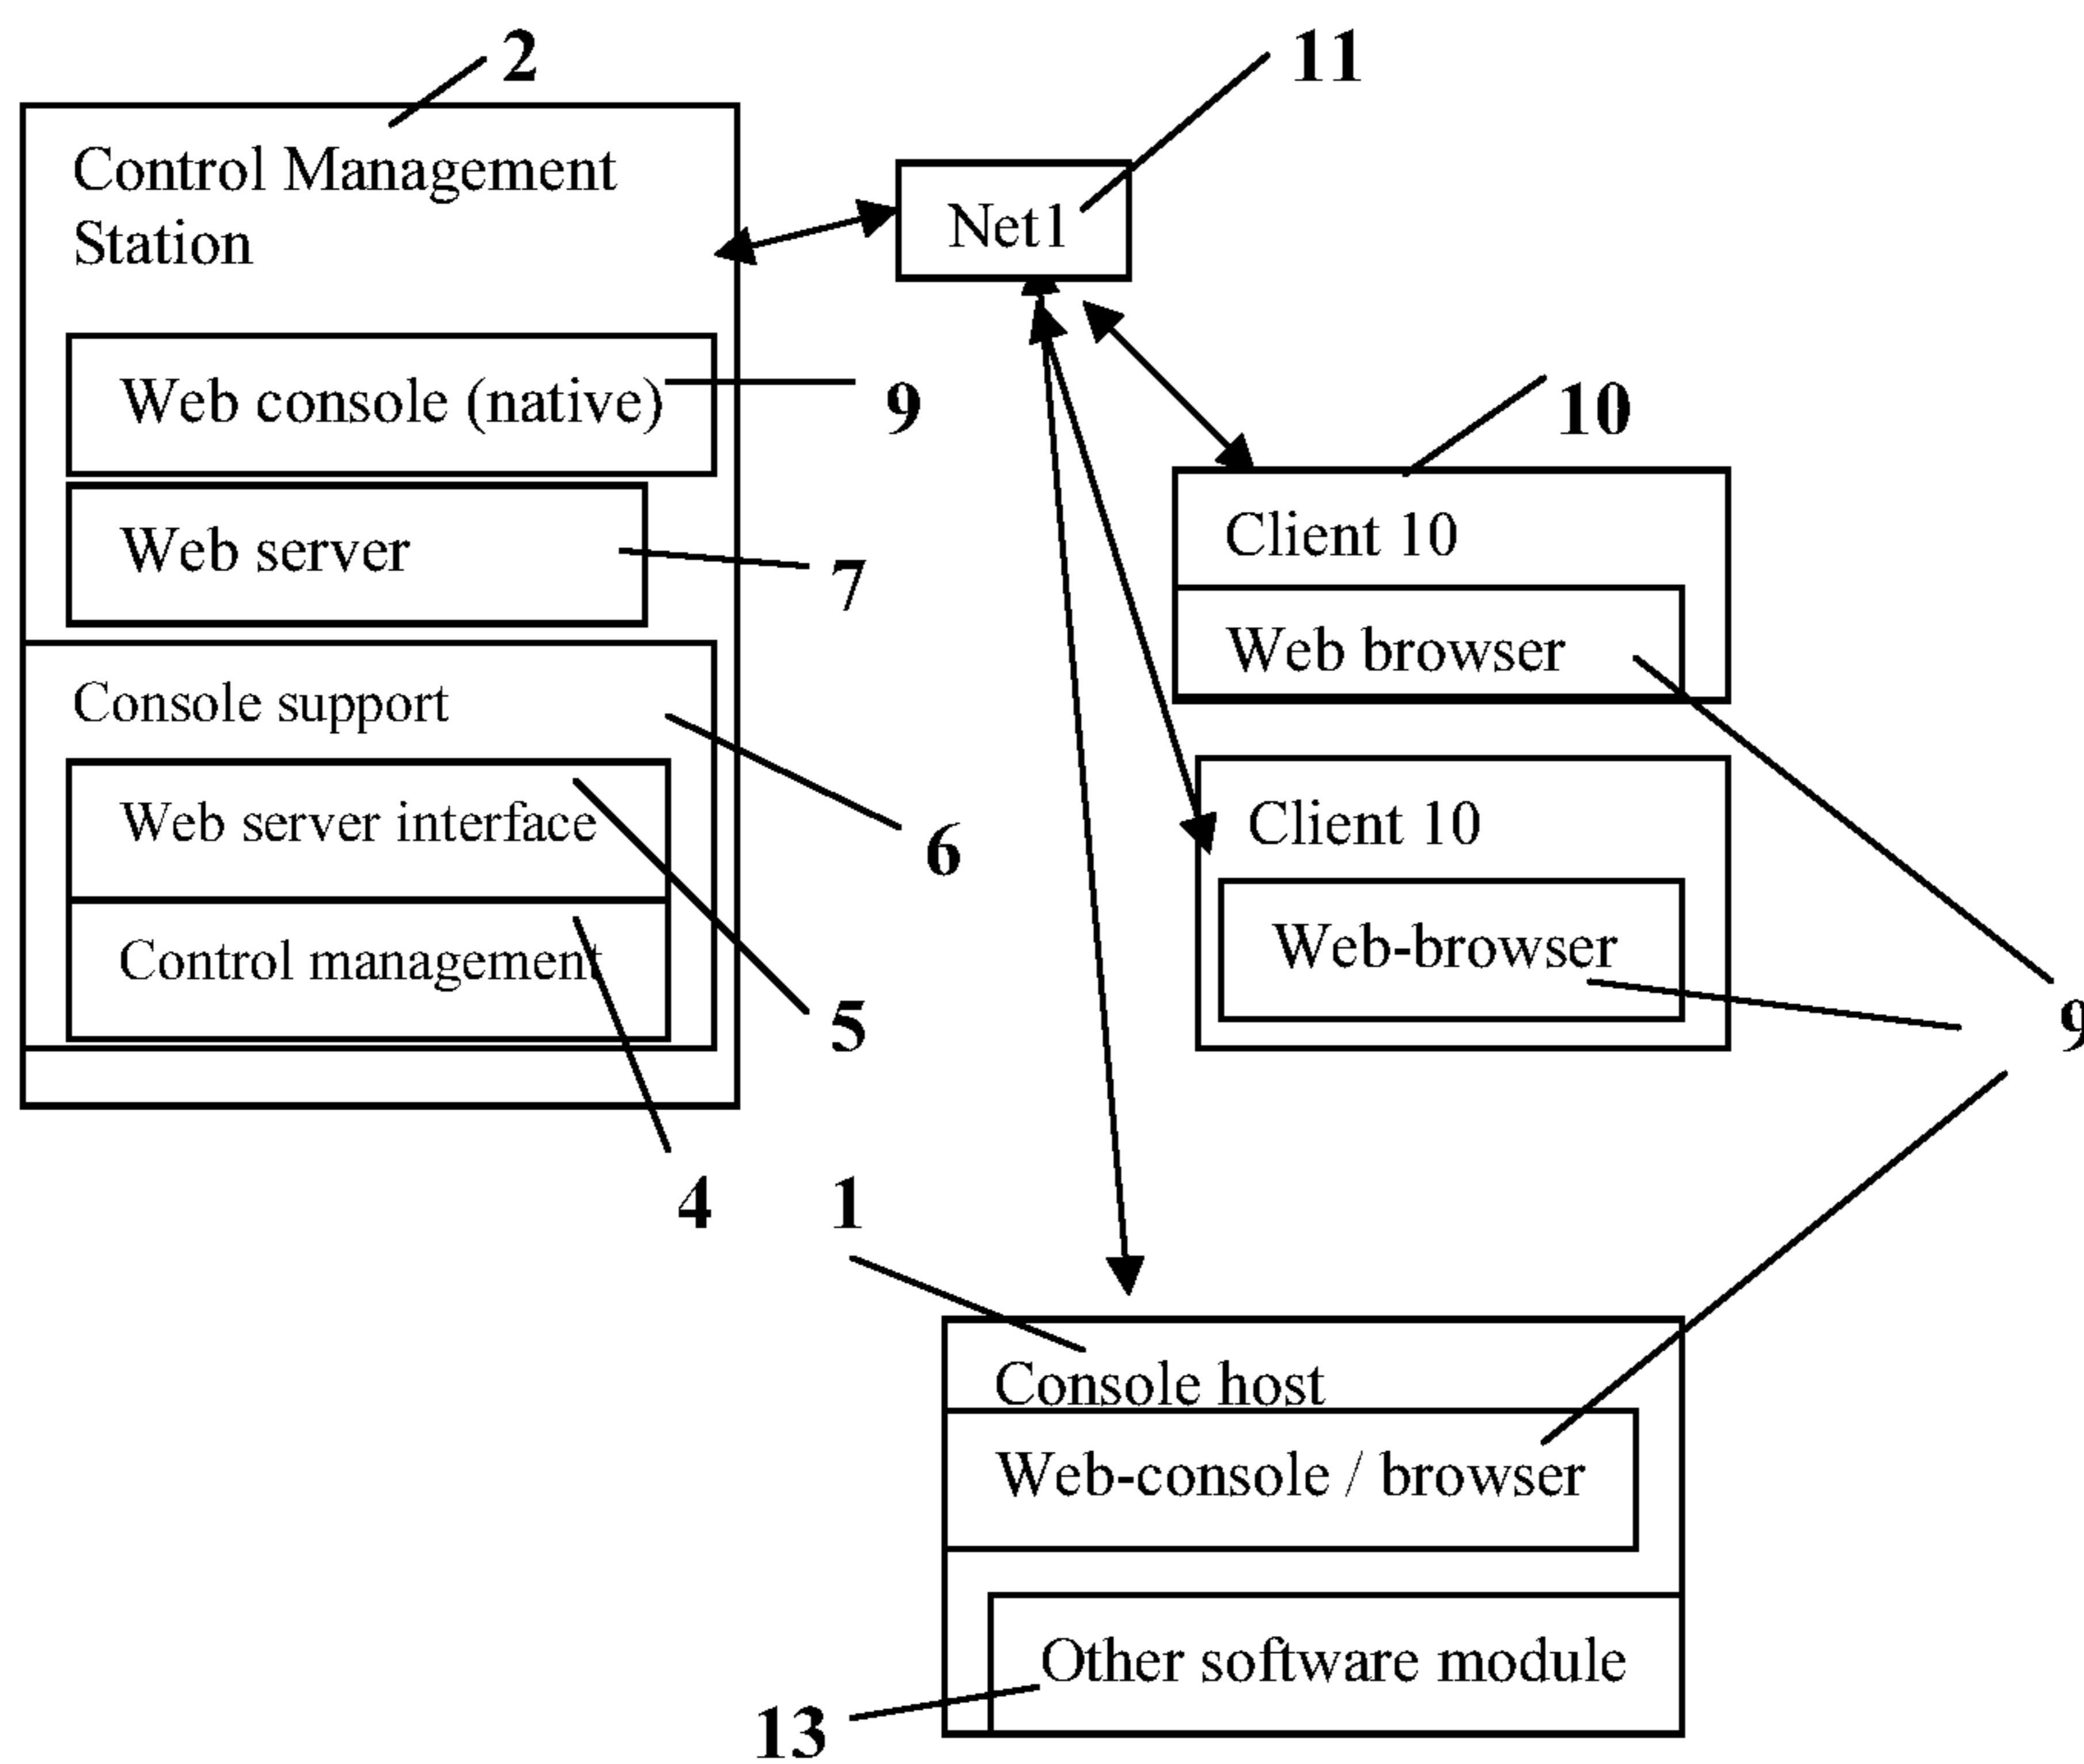 2
11
Control Management
Station
Net1
Web console (native)
9
10
Web server
7
Client 10
Web browser
Console support
6
Web server interface
Client 10
Web-browser
Control management
5
9
4
1
Console host
Web-console / browser
Other software module
13